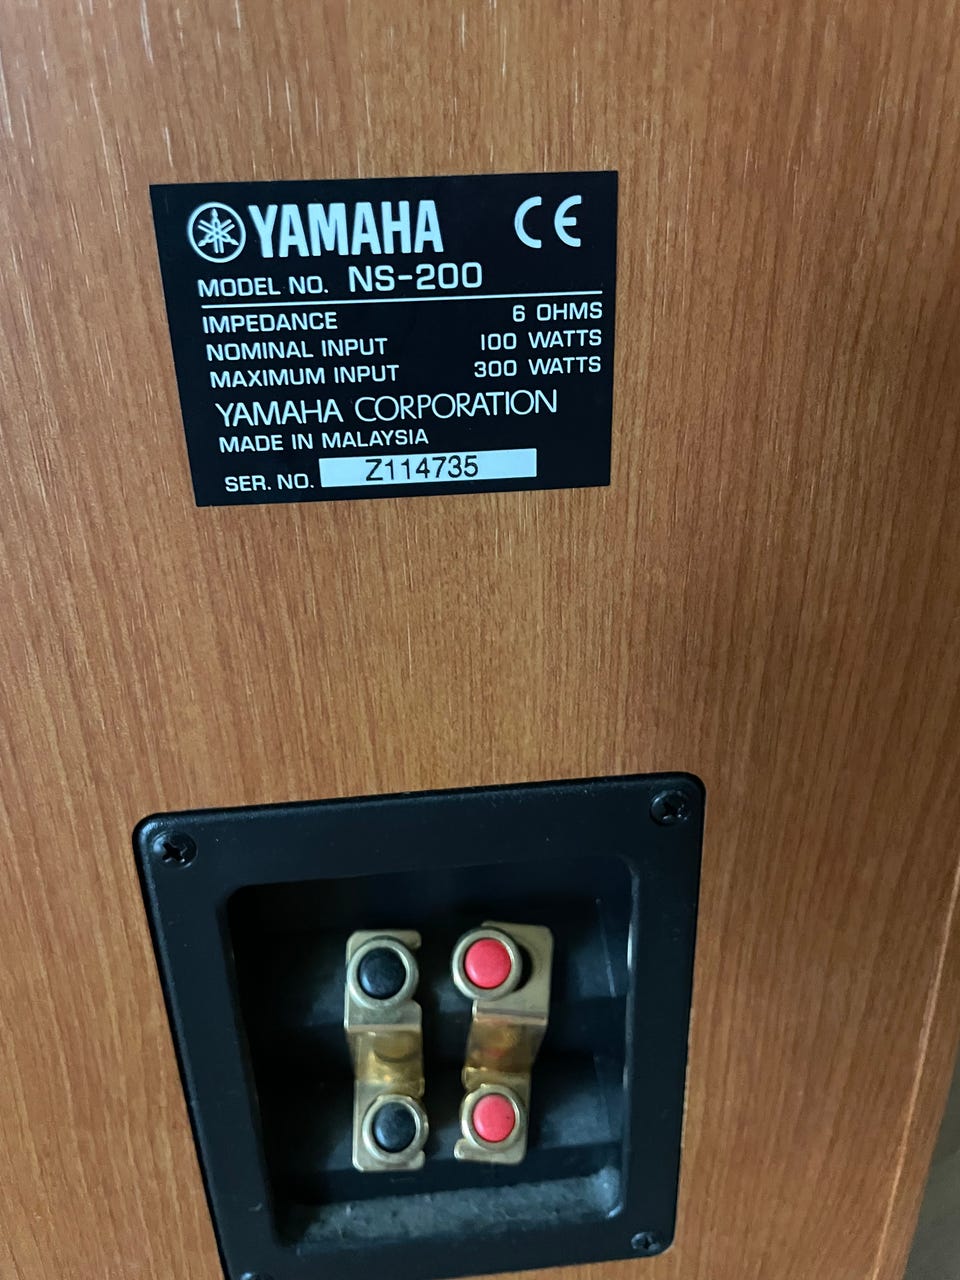 YAMAHA CE
MODEL NO. NS-200
IMPEDANCE 6 OHMS
NOMINAL INPUT 100 WATTS
MAXIMUM INPUT 300 WATTS
YAMAHA CORPORATION
MADE IN MALAYSIA
SER. NO. Z114735